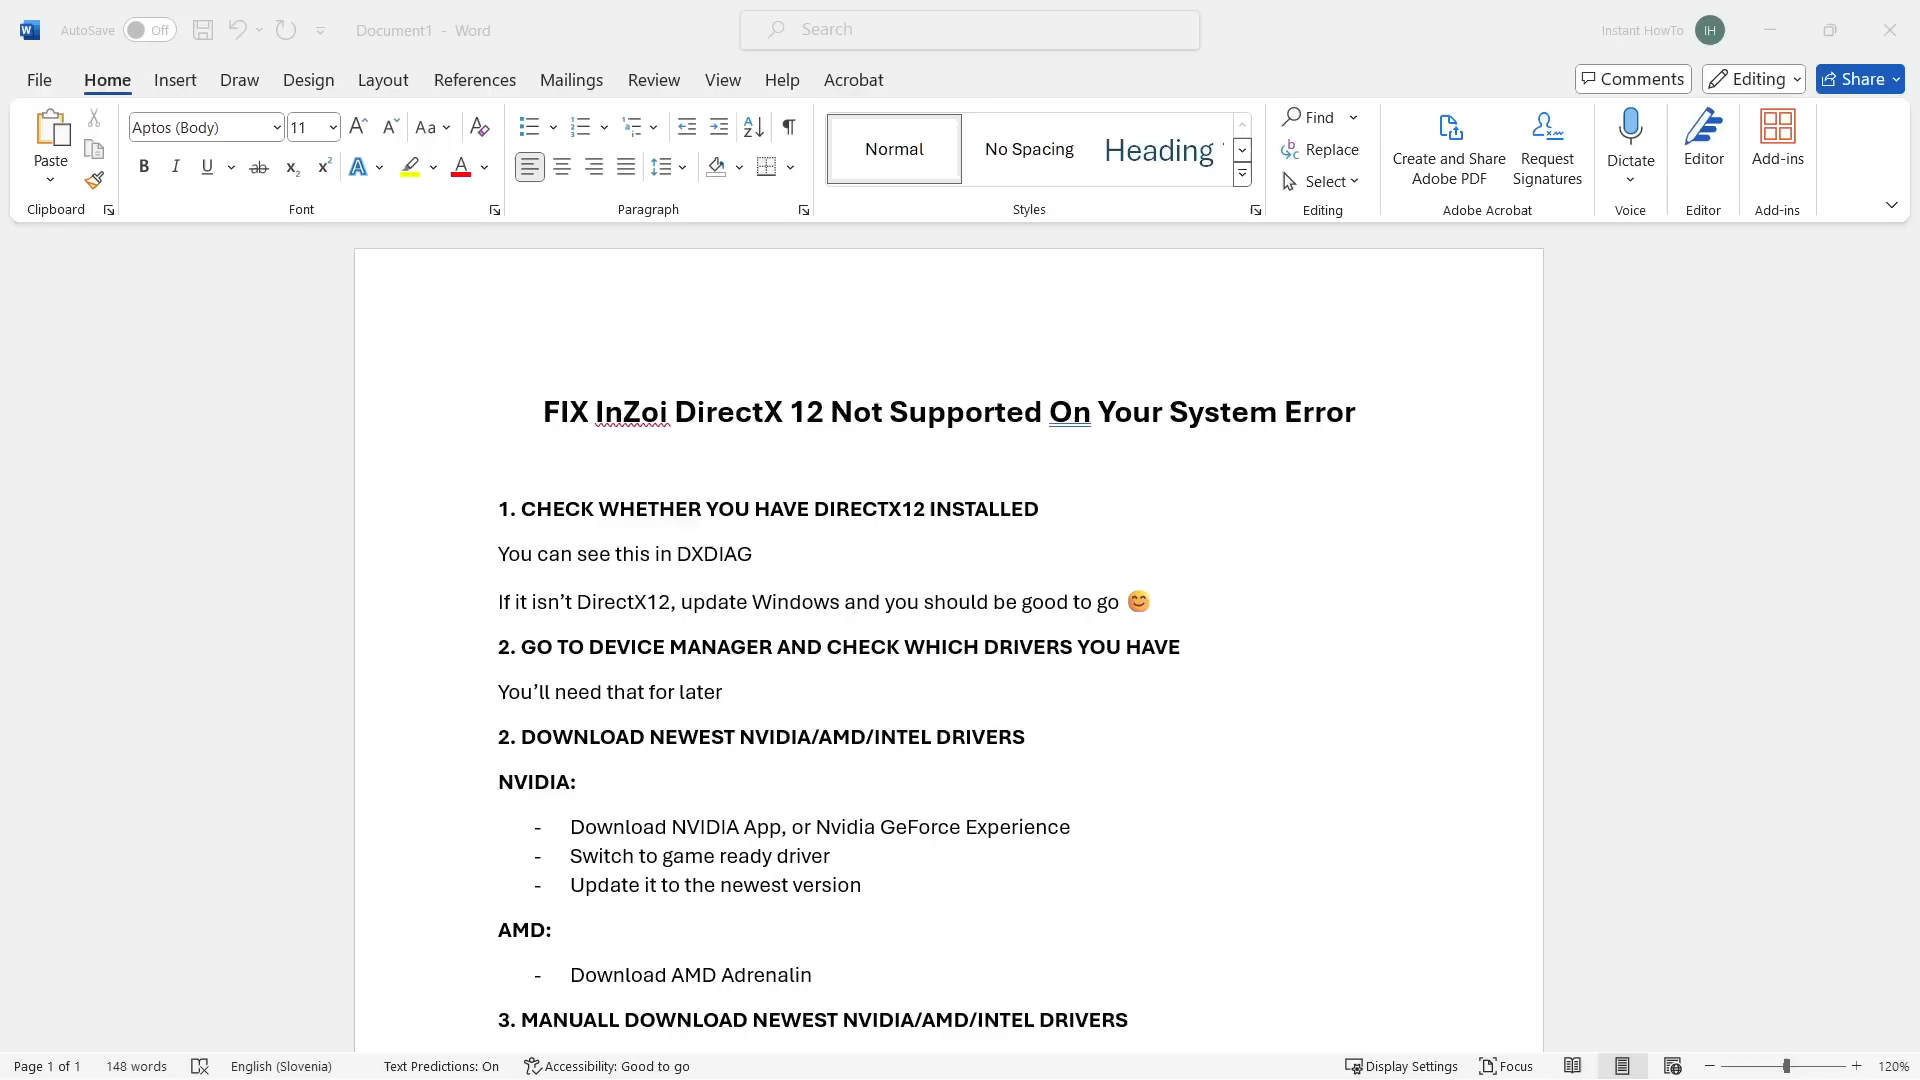 AutoSave Off Document1 - Word Search Instant HowTo IH
File Home Insert Draw Design Layout References Mailings Review View Help Acrobat Comments Editing Share
Aptos (Body) 11 Aa Normal No Spacing Heading Find
Replace
Select
Paste
B I U ab x₂ x² A A
Create and Share
Adobe PDF
Request
Signatures
Dictate
Editor
Add-ins
Clipboard Font Paragraph Styles Editing Adobe Acrobat Voice Editor Add-ins
FIX InZoi DirectX 12 Not Supported On Your System Error
1. CHECK WHETHER YOU HAVE DIRECTX12 INSTALLED
You can see this in DXDIAG
If it isn’t DirectX12, update Windows and you should be good to go 😊
2. GO TO DEVICE MANAGER AND CHECK WHICH DRIVERS YOU HAVE
You’ll need that for later
2. DOWNLOAD NEWEST NVIDIA/AMD/INTEL DRIVERS
NVIDIA:
- Download NVIDIA App, or Nvidia GeForce Experience
- Switch to game ready driver
- Update it to the newest version
AMD:
- Download AMD Adrenalin
3. MANUALL DOWNLOAD NEWEST NVIDIA/AMD/INTEL DRIVERS
Page 1 of 1 148 words English (Slovenia) Text Predictions: On Accessibility: Good to go Display Settings Focus 120%